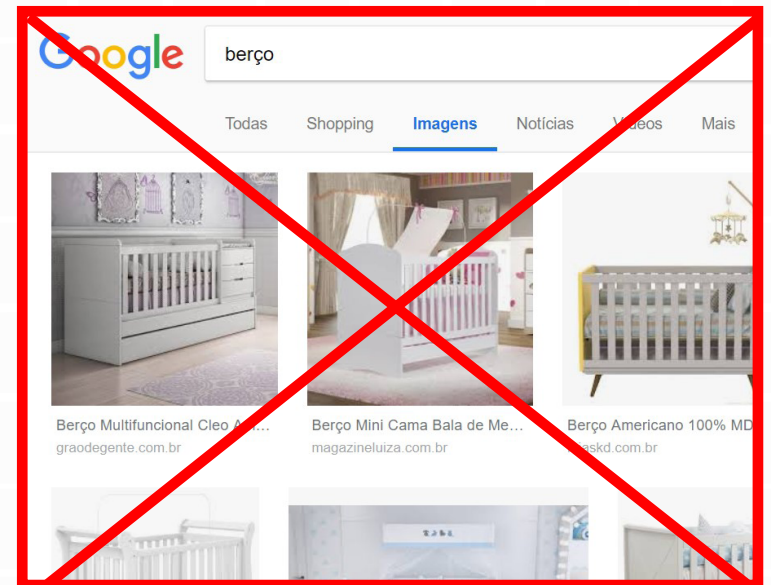 Google
berço
Todas Shopping Imagens Notícias Vídeos Mais
Berço Multifuncional Cleo
Berço Mini Cama Bala de Me...
Berço Americano 100% MD
graodegente.com.br
magazineluiza.com.br